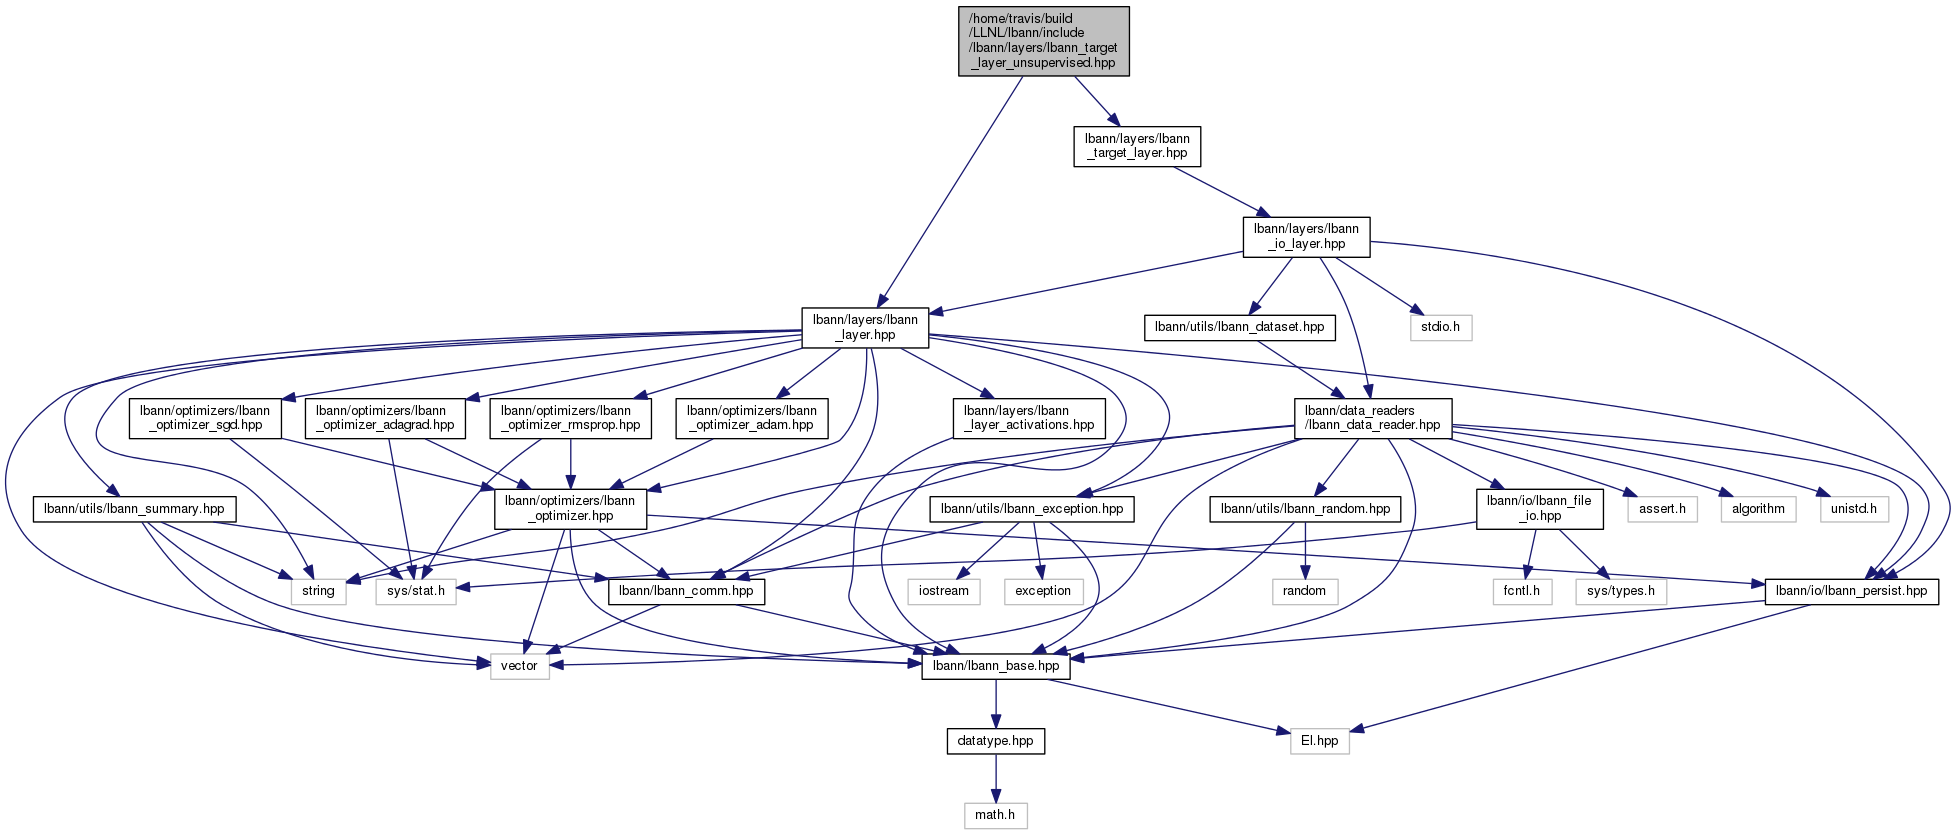 /home/travis/build
/LLNL/lbann/include
/lbann/layers/lbann_target
_layer_unsupervised.hpp
lbann/layers/lbann
_target_layer.hpp
lbann/layers/lbann
_io_layer.hpp
lbann/layers/lbann
_layer.hpp
lbann/utils/lbann_dataset.hpp
stdio.h
lbann/optimizers/lbann
_optimizer_sgd.hpp
lbann/optimizers/lbann
_optimizer_adagrad.hpp
lbann/optimizers/lbann
_optimizer_rmsprop.hpp
lbann/optimizers/lbann
_optimizer_adam.hpp
lbann/layers/lbann
_layer_activations.hpp
lbann/data_readers
/lbann_data_reader.hpp
lbann/utils/lbann_summary.hpp
lbann/optimizers/lbann
_optimizer.hpp
lbann/utils/lbann_exception.hpp
lbann/utils/lbann_random.hpp
lbann/io/lbann_file
_io.hpp
assert.h
algorithm
unistd.h
string
sys/stat.h
lbann/lbann_comm.hpp
iostream
exception
random
fcntl.h
sys/types.h
lbann/io/lbann_persist.hpp
vector
lbann/lbann_base.hpp
datatype.hpp
El.hpp
math.h